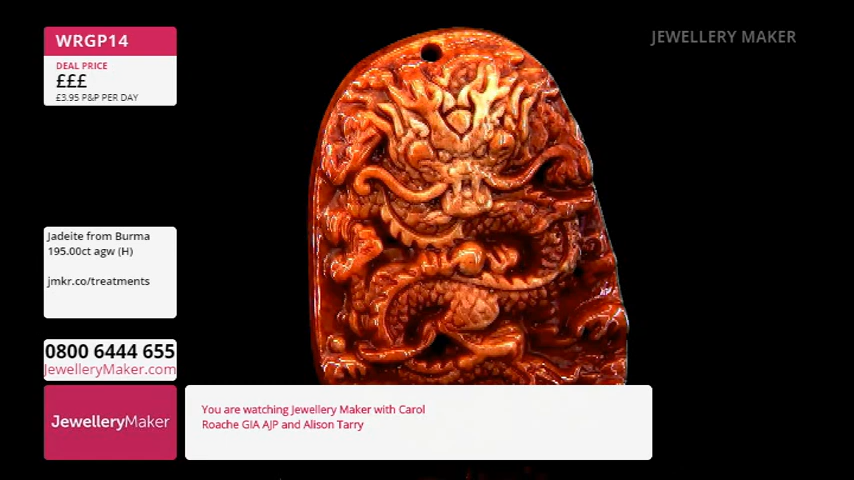 WRGP14
DEAL PRICE
£££
£3.95 P&P PER DAY
JEWELLERY MAKER
Jadeite from Burma
195.00ct agw (H)
jmkr.co/treatments
0800 6444 655
JewelleryMaker.com
JewelleryMaker
You are watching Jewellery Maker with Carol
Roache GIA AJP and Alison Tarry